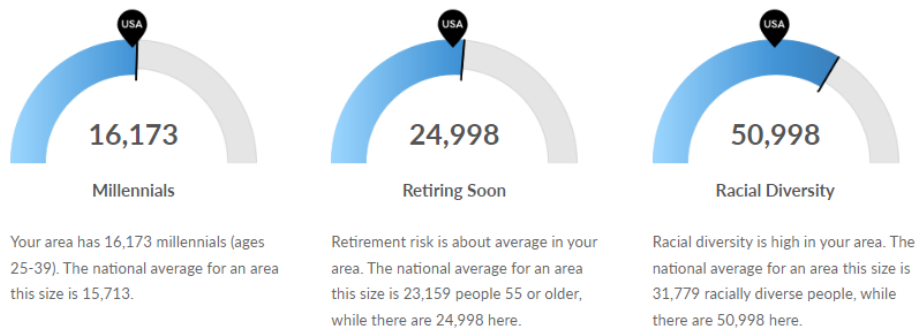 USA
16,173
Millennials
Your area has 16,173 millennials (ages
25-39). The national average for an area
this size is 15,713.
USA
24,998
Retiring Soon
Retirement risk is about average in your
area. The national average for an area
this size is 23,159 people 55 or older,
while there are 24,998 here.
USA
50,998
Racial Diversity
Racial diversity is high in your area. The
national average for an area this size is
31,779 racially diverse people, while
there are 50,998 here.